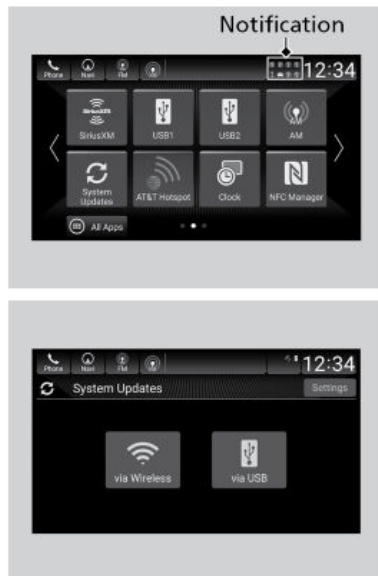 Notification
Phone Navi FM 12:34
SiriusXM USB1 USB2 AM
System Updates AT&T Hotspot Clock NFC Manager
All Apps
Phone Navi FM 12:34
System Updates Settings
via Wireless via USB